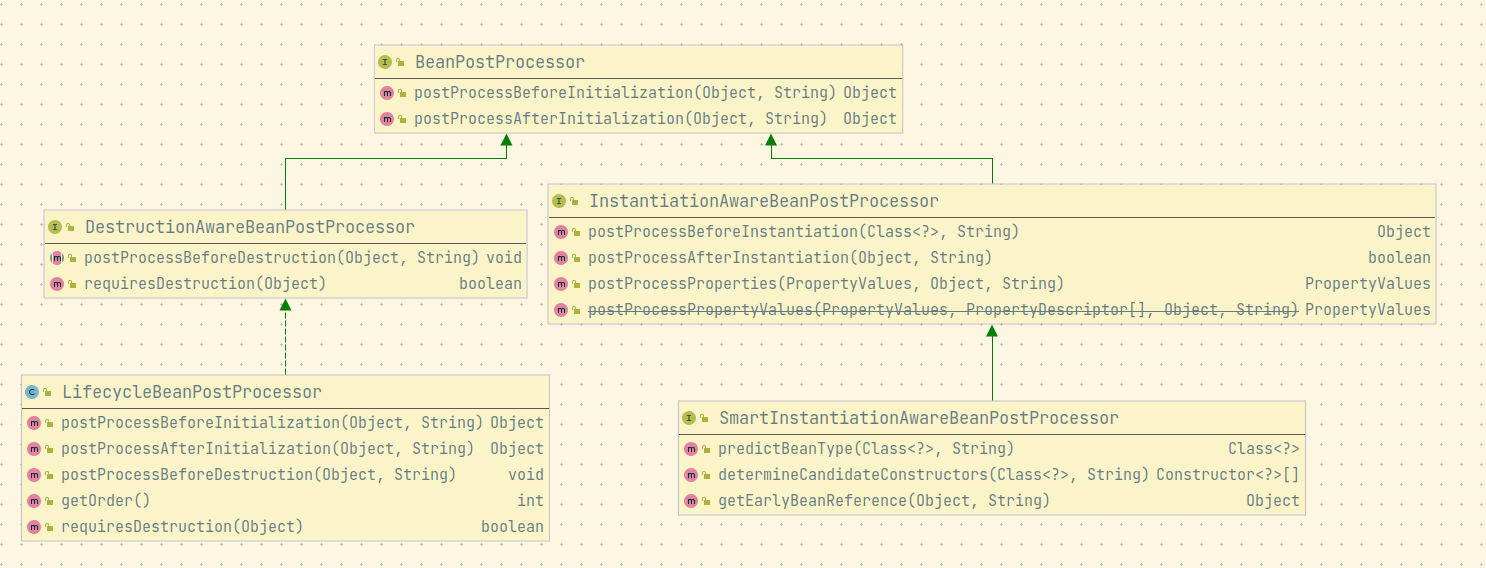 BeanPostProcessor
postProcessBeforeInitialization(Object, String) Object
postProcessAfterInitialization(Object, String) Object
DestructionAwareBeanPostProcessor
postProcessBeforeDestruction(Object, String) void
requiresDestruction(Object) boolean
InstantiationAwareBeanPostProcessor
postProcessBeforeInstantiation(Class<?>, String) Object
postProcessAfterInstantiation(Object, String) boolean
postProcessProperties(PropertyValues, Object, String) PropertyValues
postProcessPropertyValues(PropertyValues, PropertyDescriptor[], Object, String) PropertyValues
LifecycleBeanPostProcessor
postProcessBeforeInitialization(Object, String) Object
postProcessAfterInitialization(Object, String) Object
postProcessBeforeDestruction(Object, String) void
getOrder() int
requiresDestruction(Object) boolean
SmartInstantiationAwareBeanPostProcessor
predictBeanType(Class<?>, String) Class<?>
determineCandidateConstructors(Class<?>, String) Constructor<?>[]
getEarlyBeanReference(Object, String) Object